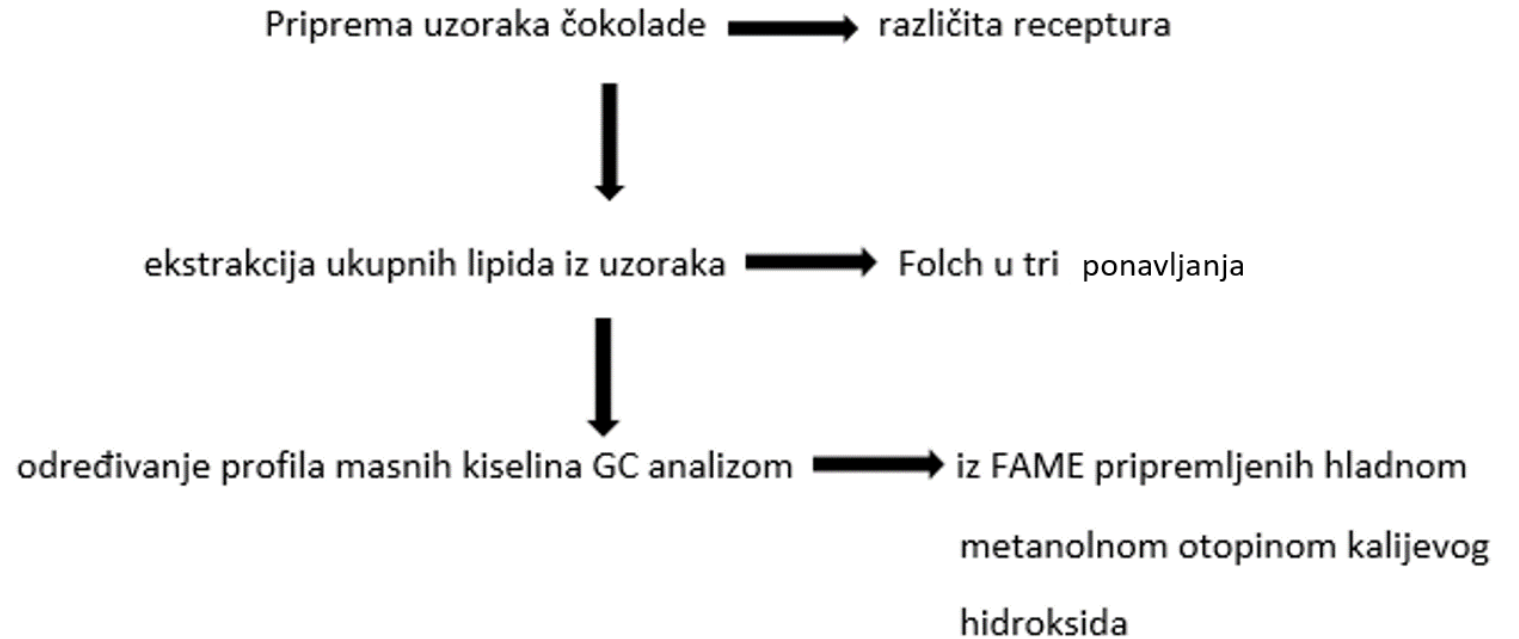 Priprema uzoraka čokolade različita receptura
ekstrakcija ukupnih lipida iz uzoraka Folch u tri ponavljanja
određivanje profila masnih kiselina GC analizom iz FAME pripremljenih hladnom
metanolnom otopinom kalijevog
hidroksida